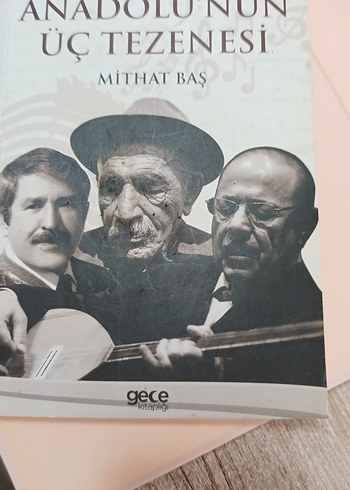 ANADOLU'NUN
ÜÇ TEZENESİ
MİTHAT BAŞ
gece
kitaplığı